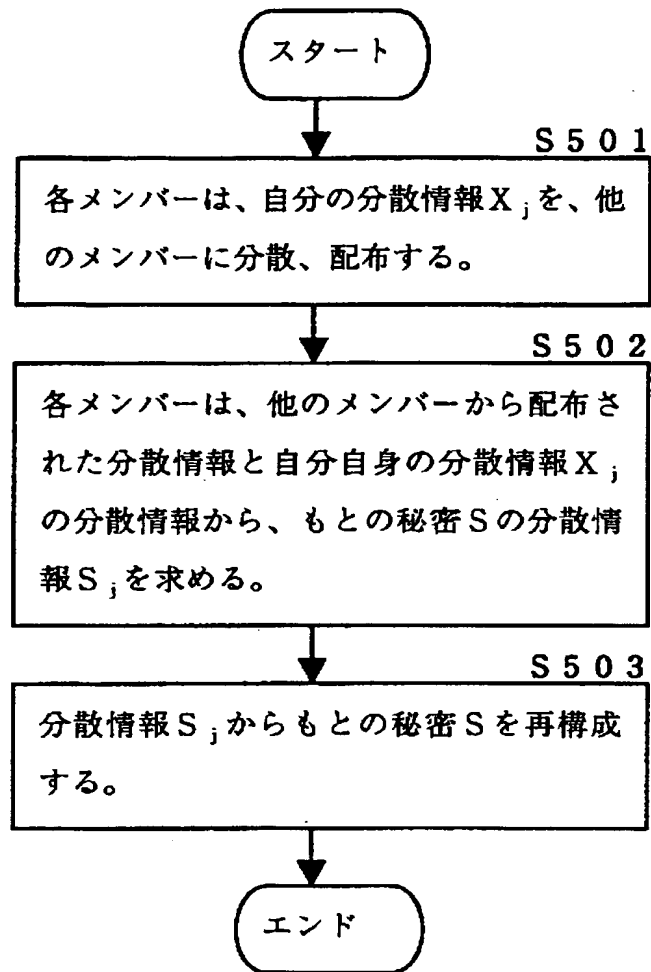 スタート
S501
各メンバーは、自分の分散情報Xjを、他
のメンバーに分散、配布する。
S502
各メンバーは、他のメンバーから配布さ
れた分散情報と自分自身の分散情報Xj
の分散情報から、もとの秘密Sの分散情
報Sjを求める。
S503
分散情報Sjからもとの秘密Sを再構成
する。
エンド